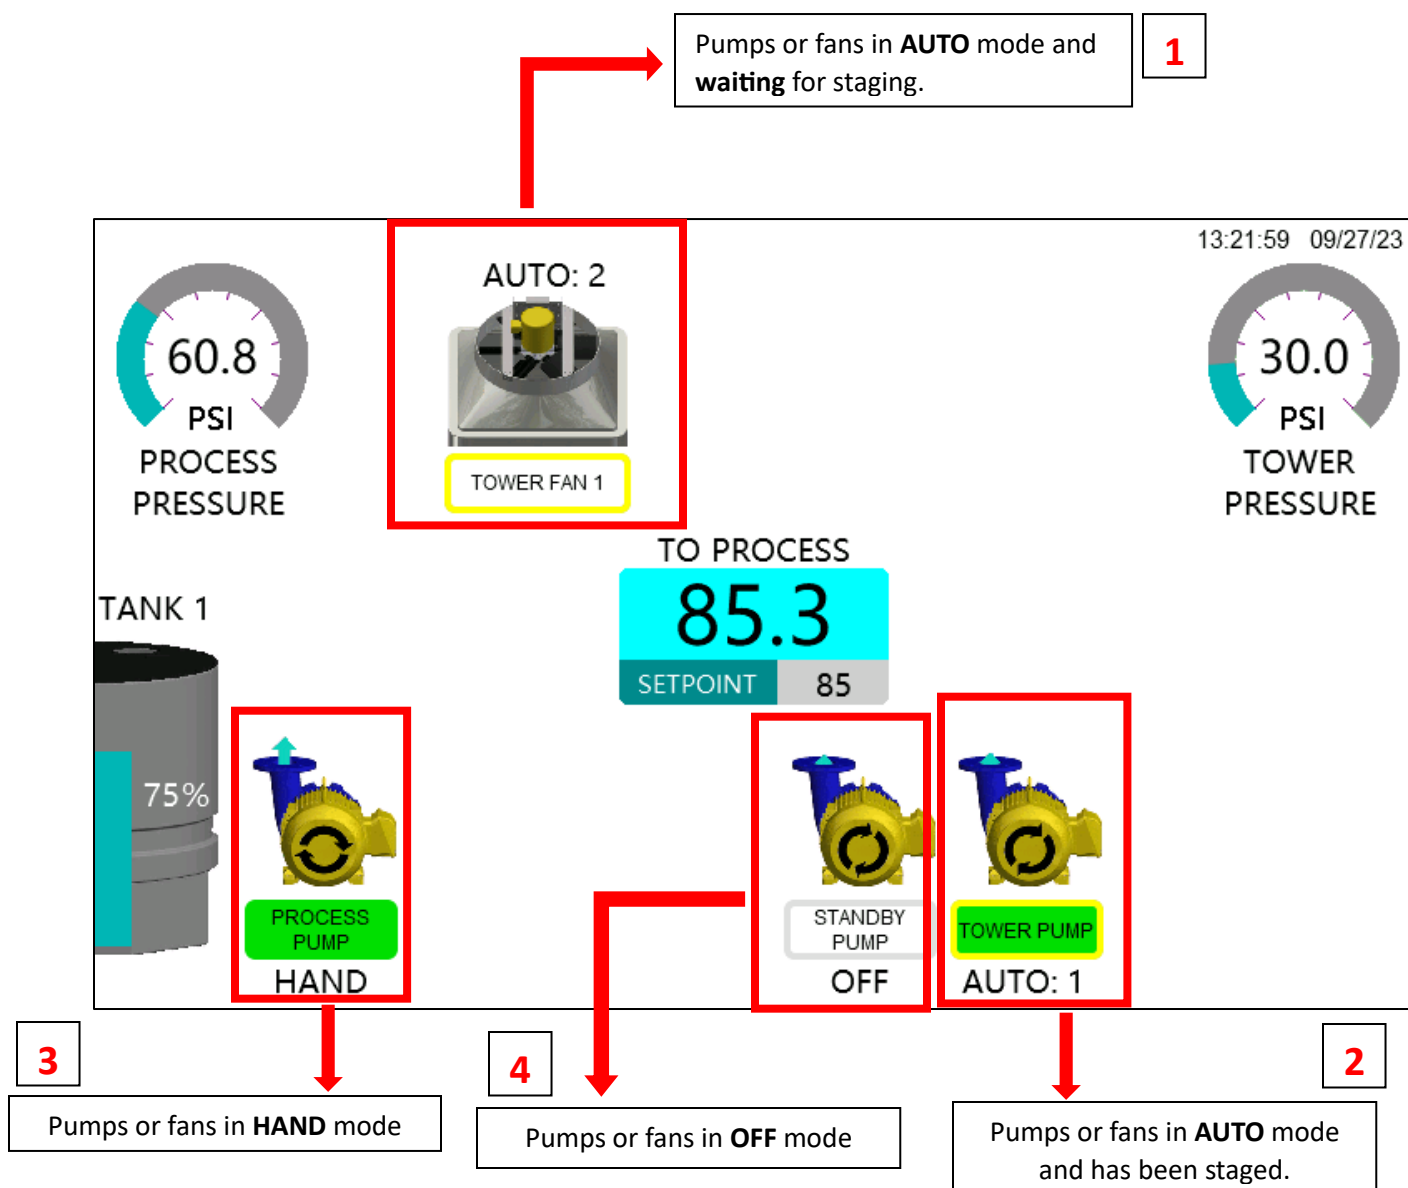 Pumps or fans in AUTO mode and
waiting for staging.
1
13:21:59 09/27/23
AUTO: 2
60.8
PSI
PROCESS
PRESSURE
TOWER FAN 1
30.0
PSI
TOWER
PRESSURE
TO PROCESS
85.3
SETPOINT 85
TANK 1
75%
PROCESS
PUMP
HAND
STANDBY
PUMP
OFF
TOWER PUMP
AUTO: 1
3
Pumps or fans in HAND mode
4
Pumps or fans in OFF mode
2
Pumps or fans in AUTO mode
and has been staged.